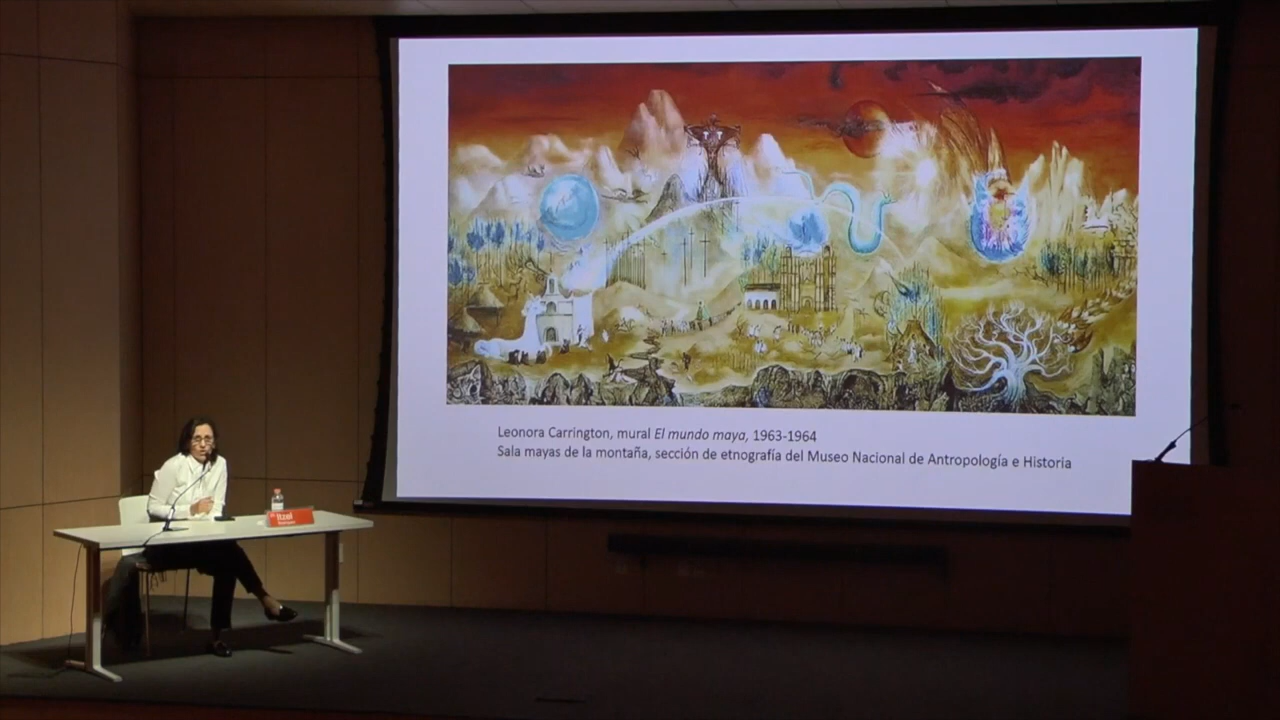 Leonora Carrington, mural El mundo maya, 1963-1964
Sala mayas de la montaña, sección de etnografía del Museo Nacional de Antropología e Historia
Itzel